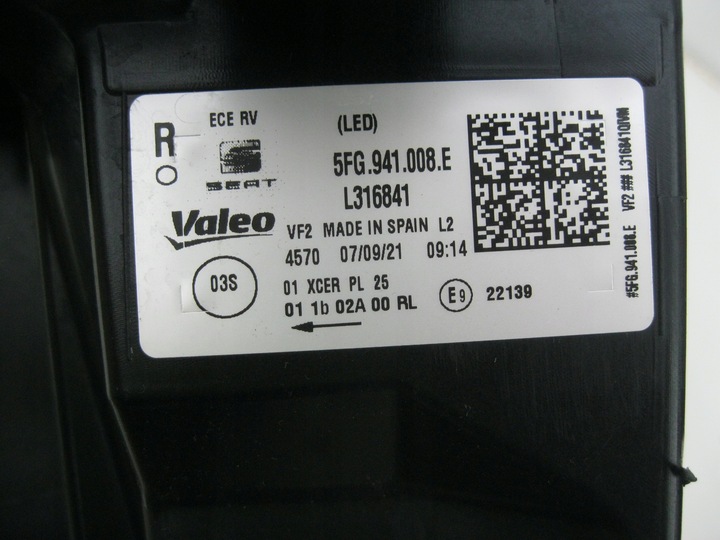 R
ECE RV
(LED)
SEAT
5FG.941.008.E
L316841
Valeo
VF2 MADE IN SPAIN L2
4570 07/09/21 09:14
03S
01 XCER PL 25
01 1b 02A 00 RL
E9
22139
#5FG.941.008.E VF2 ### L316841QIVIN